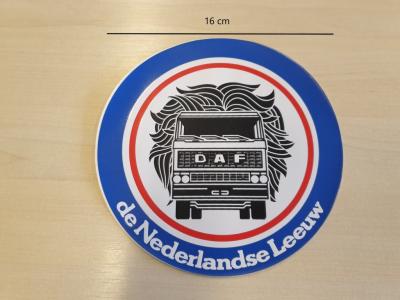 16 cm
DAF
de Nederlandse Leeuw